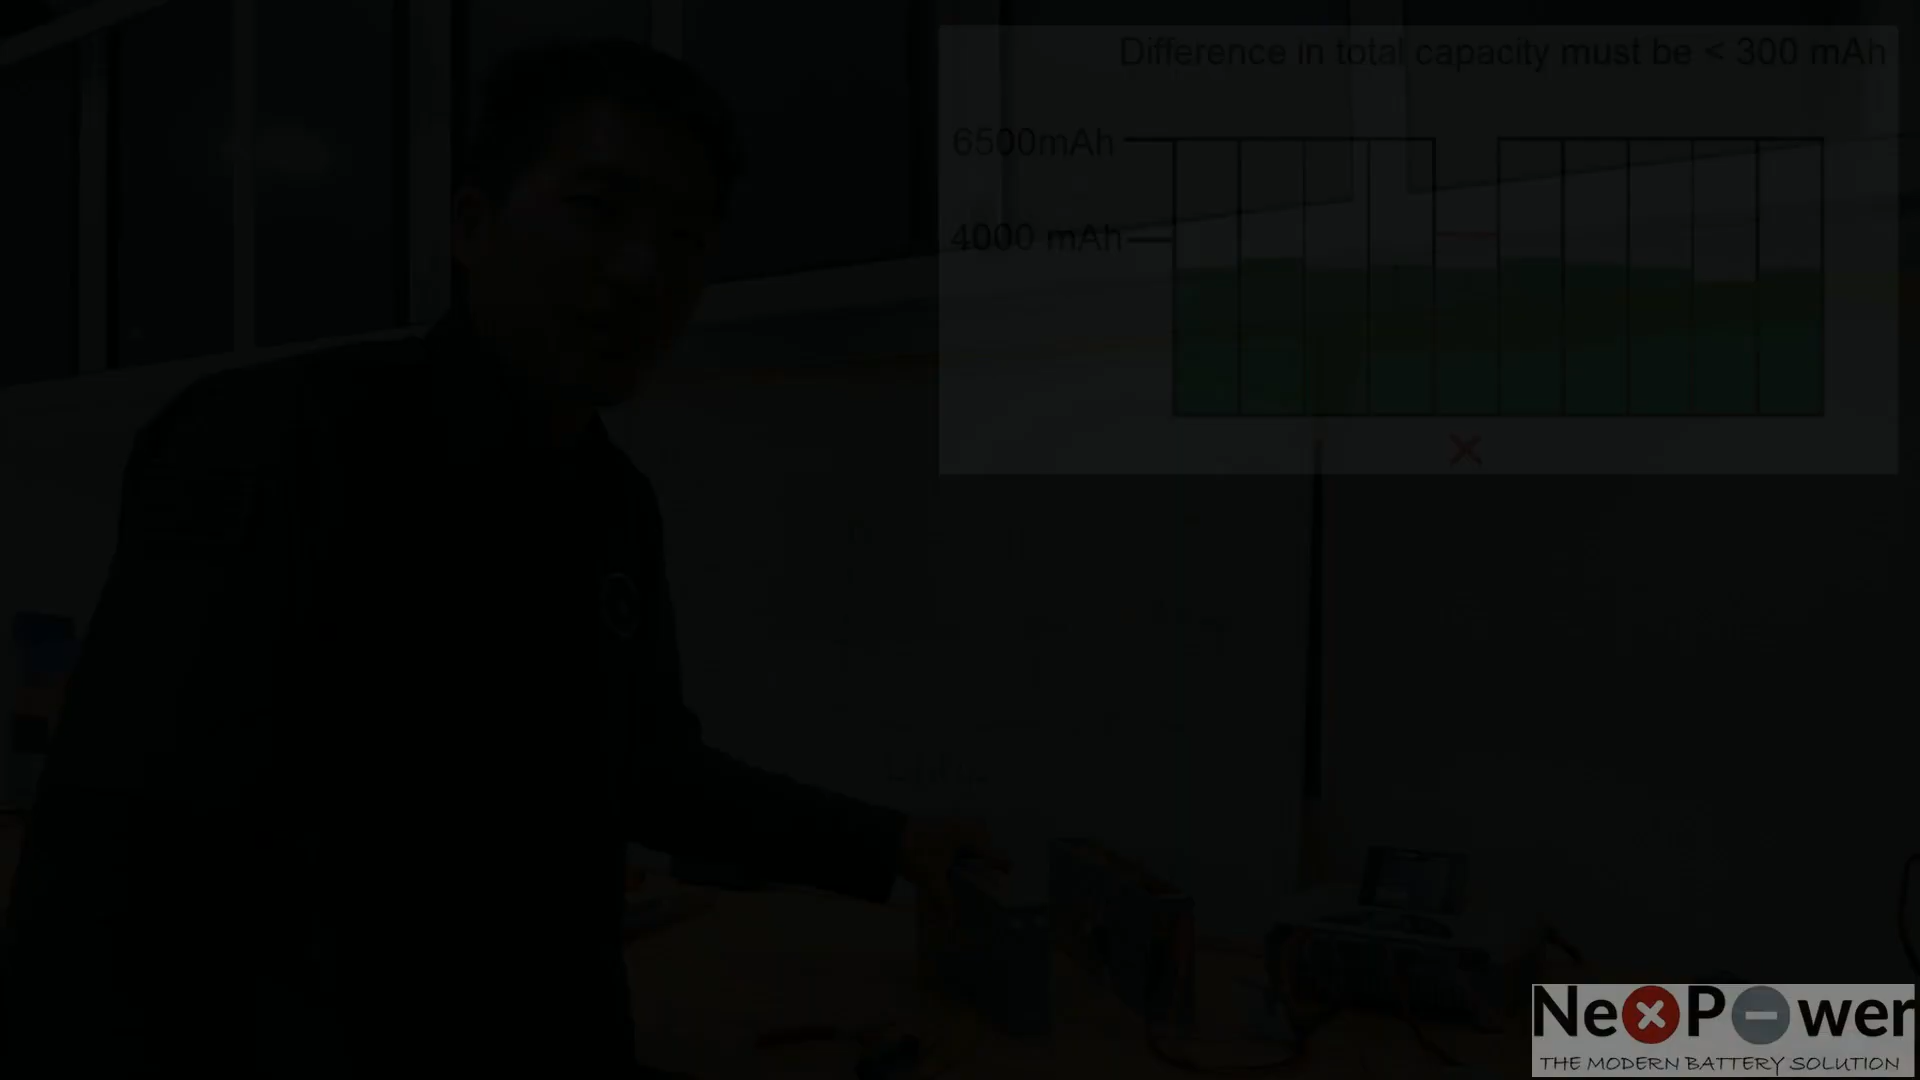 Difference in total capacity must be < 300 mAh
6500mAh
4000 mAh
NexPower
THE MODERN BATTERY SOLUTION